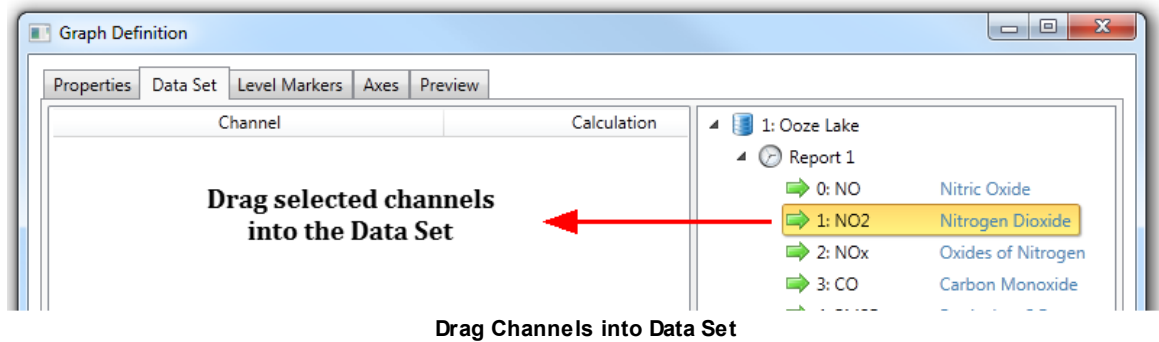 Graph Definition
Properties Data Set Level Markers Axes Preview
Channel Calculation
1: Ooze Lake
Report 1
0: NO Nitric Oxide
Drag selected channels
into the Data Set
1: NO2 Nitrogen Dioxide
2: NOx Oxides of Nitrogen
3: CO Carbon Monoxide
Drag Channels into Data Set